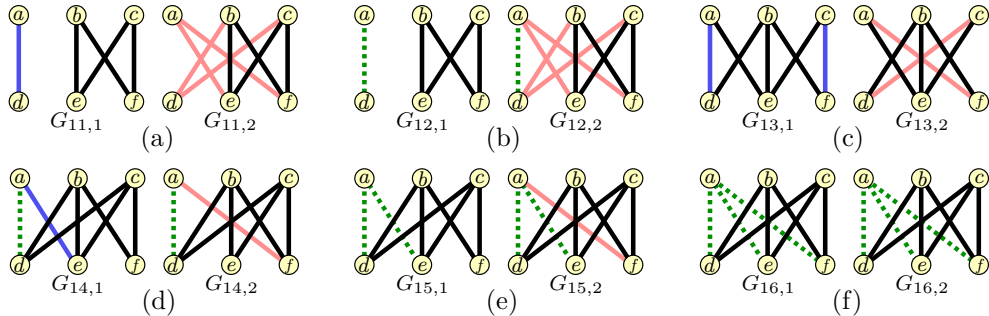 a b c a b c a b c a b c a b c a b c
d e f d e f d e f d e f d e f d e f
G11,1 G11,2 G12,1 G12,2 G13,1 G13,2
(a) (b) (c)
a b c a b c a b c a b c a b c a b c
d e f d e f d e f d e f d e f d e f
G14,1 G14,2 G15,1 G15,2 G16,1 G16,2
(d) (e) (f)